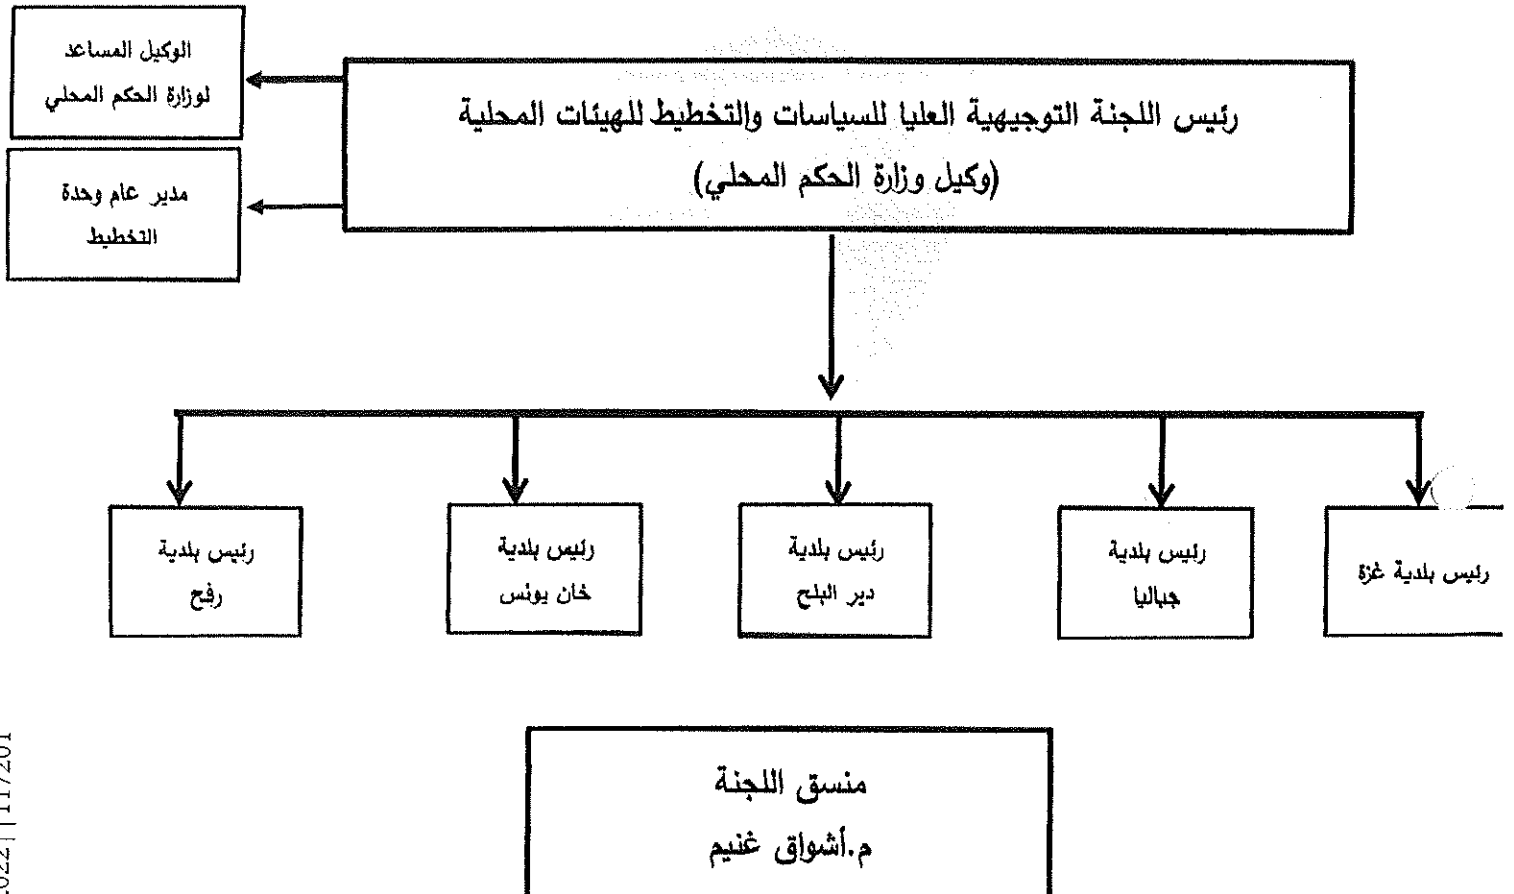 رئيس اللجنة التوجيهية العليا للسياسات والتخطيط للهيئات المحلية
(وكيل وزارة الحكم المحلي)
الوكيل المساعد
لوزارة الحكم المحلي
مدير عام وحدة
التخطيط
رئيس بلدية غزة
رئيس بلدية
جباليا
رئيس بلدية
دير البلح
رئيس بلدية
خان يونس
رئيس بلدية
رفح
منسق اللجنة
م.أشواق غنيم
022||117201